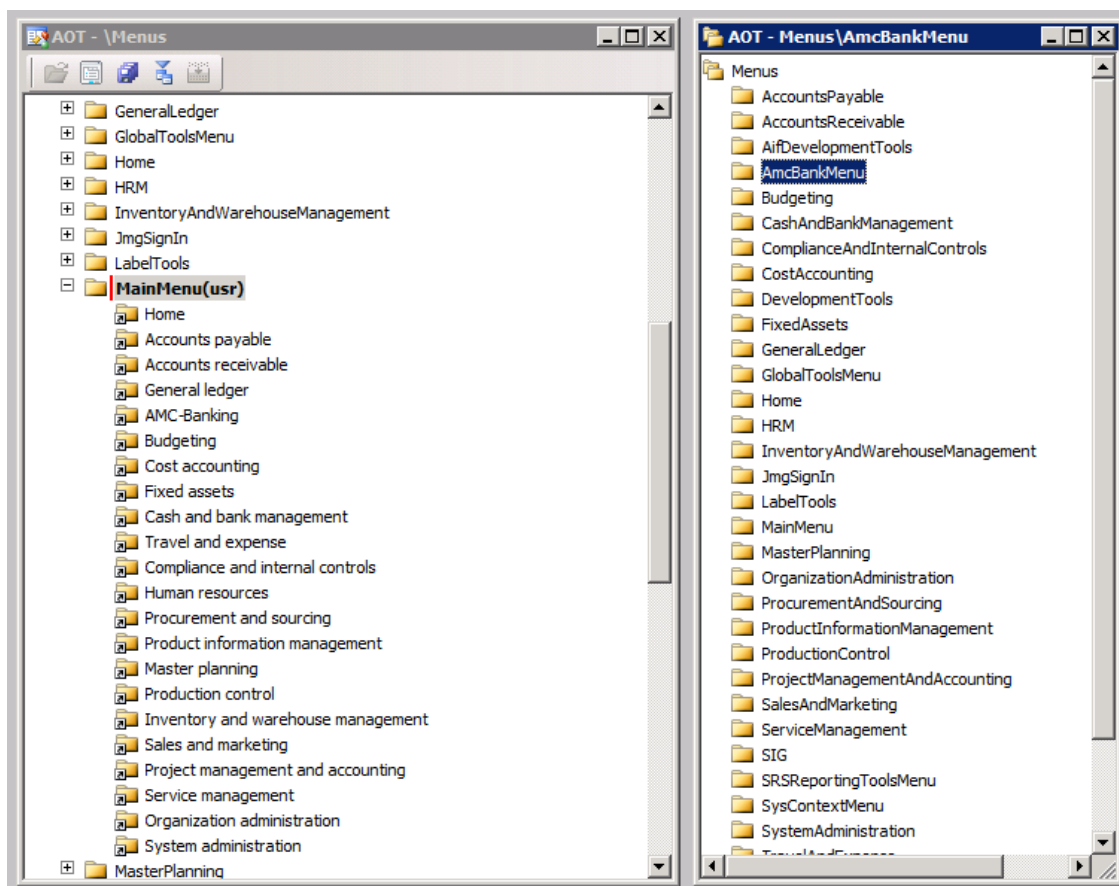 AOT - \Menus
GeneralLedger
GlobalToolsMenu
Home
HRM
InventoryAndWarehouseManagement
JmgSignIn
LabelTools
MainMenu(usr)
Home
Accounts payable
Accounts receivable
General ledger
AMC-Banking
Budgeting
Cost accounting
Fixed assets
Cash and bank management
Travel and expense
Compliance and internal controls
Human resources
Procurement and sourcing
Product information management
Master planning
Production control
Inventory and warehouse management
Sales and marketing
Project management and accounting
Service management
Organization administration
System administration
MasterPlanning
AOT - Menus\AmcBankMenu
Menus
AccountsPayable
AccountsReceivable
AifDevelopmentTools
AmcBankMenu
Budgeting
CashAndBankManagement
ComplianceAndInternalControls
CostAccounting
DevelopmentTools
FixedAssets
GeneralLedger
GlobalToolsMenu
Home
HRM
InventoryAndWarehouseManagement
JmgSignIn
LabelTools
MainMenu
MasterPlanning
OrganizationAdministration
ProcurementAndSourcing
ProductInformationManagement
ProductionControl
ProjectManagementAndAccounting
SalesAndMarketing
ServiceManagement
SIG
SRSReportingToolsMenu
SysContextMenu
SystemAdministration
TravelAndExpense